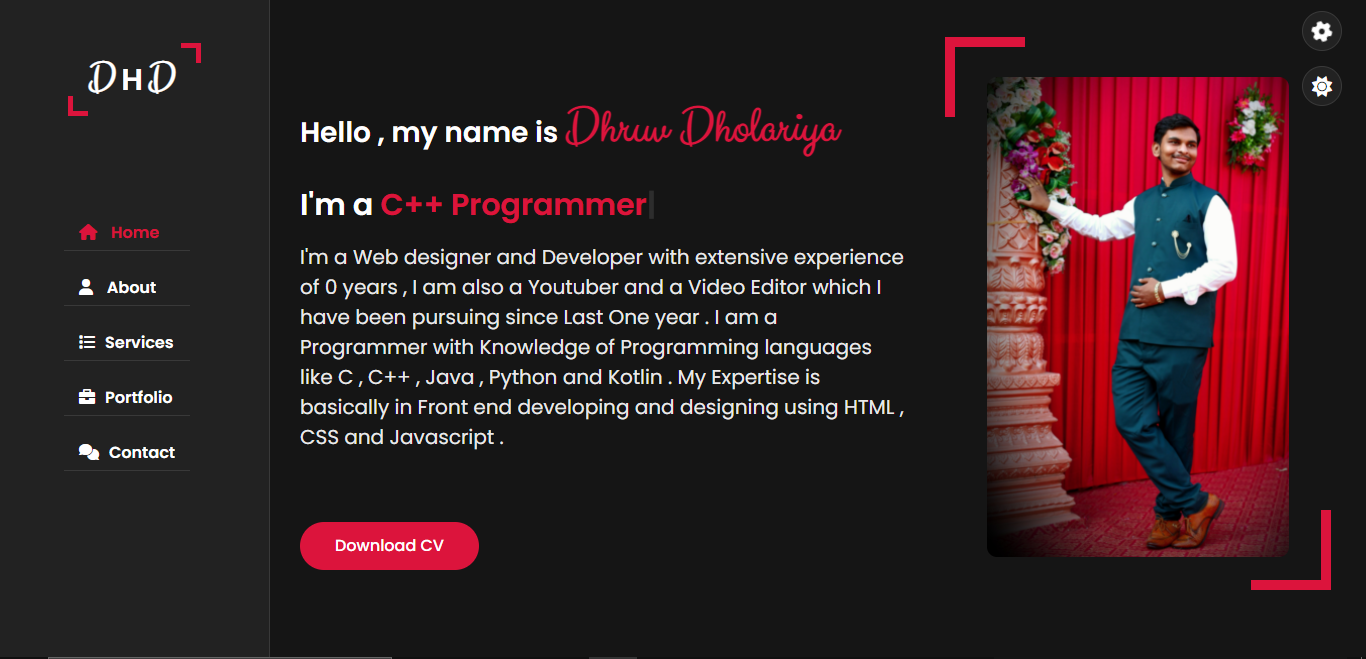 DHD
Home
About
Services
Portfolio
Contact
Hello , my name is Dhruv Dholariya
I'm a C++ Programmer
I'm a Web designer and Developer with extensive experience
of 0 years , I am also a Youtuber and a Video Editor which I
have been pursuing since Last One year . I am a
Programmer with Knowledge of Programming languages
like C , C++ , Java , Python and Kotlin . My Expertise is
basically in Front end developing and designing using HTML ,
CSS and Javascript .
Download CV